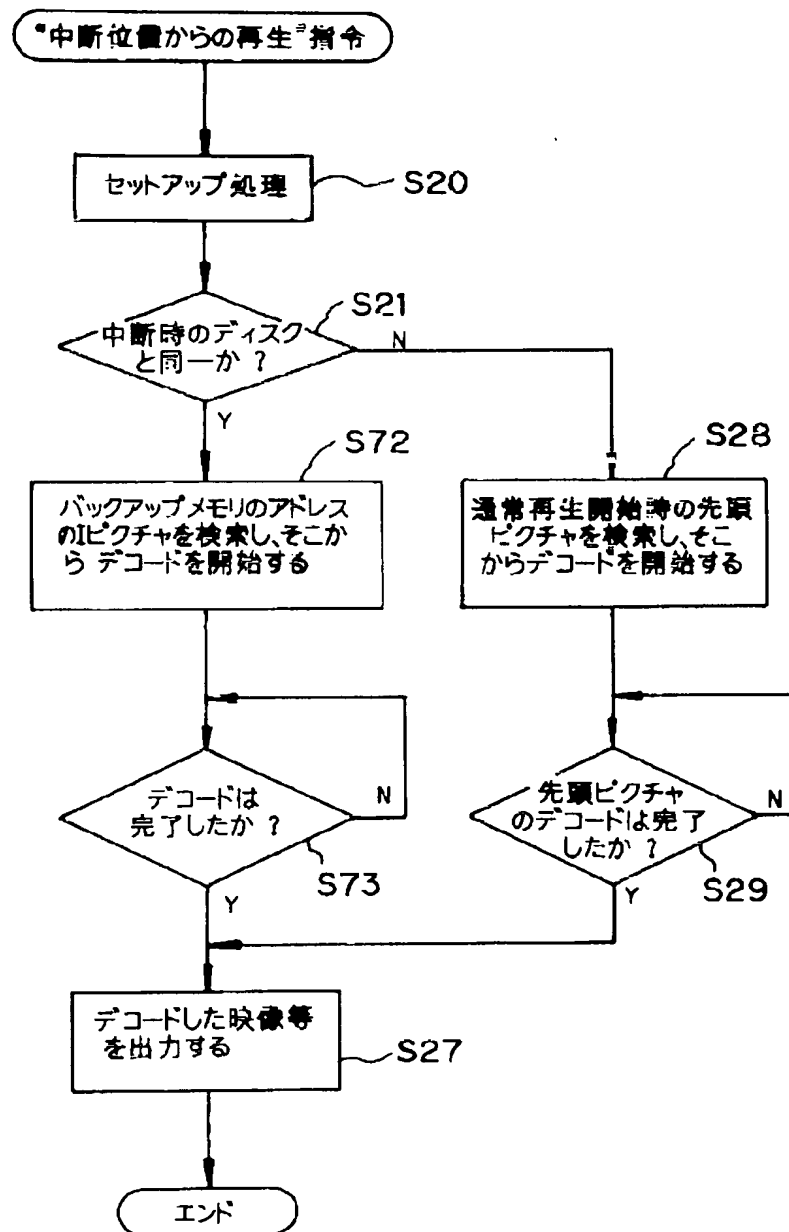 “中断位置からの再生”指令
セットアップ処理
S20
S21
中断時のディスク
と同一か？
N
Y
S72
バックアップメモリのアドレス
のIピクチャを検索し、そこか
ら デコードを開始する
S28
通常再生開始時の先頭
ピクチャを検索し、そこ
からデコードを開始する
デコードは
完了したか？
N
S73
Y
先頭ピクチャ
のデコードは完了
したか？
N
S29
Y
デコードした映像等
を出力する
S27
エンド